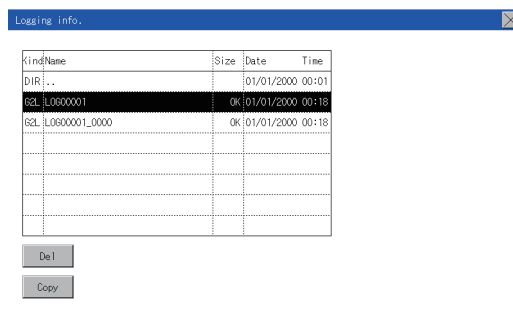 Logging info.
Kind Name Size Date Time
DIR .. 01/01/2000 00:01
G2L LOG00001 0K 01/01/2000 00:18
G2L LOG00001_0000 0K 01/01/2000 00:18
Del
Copy